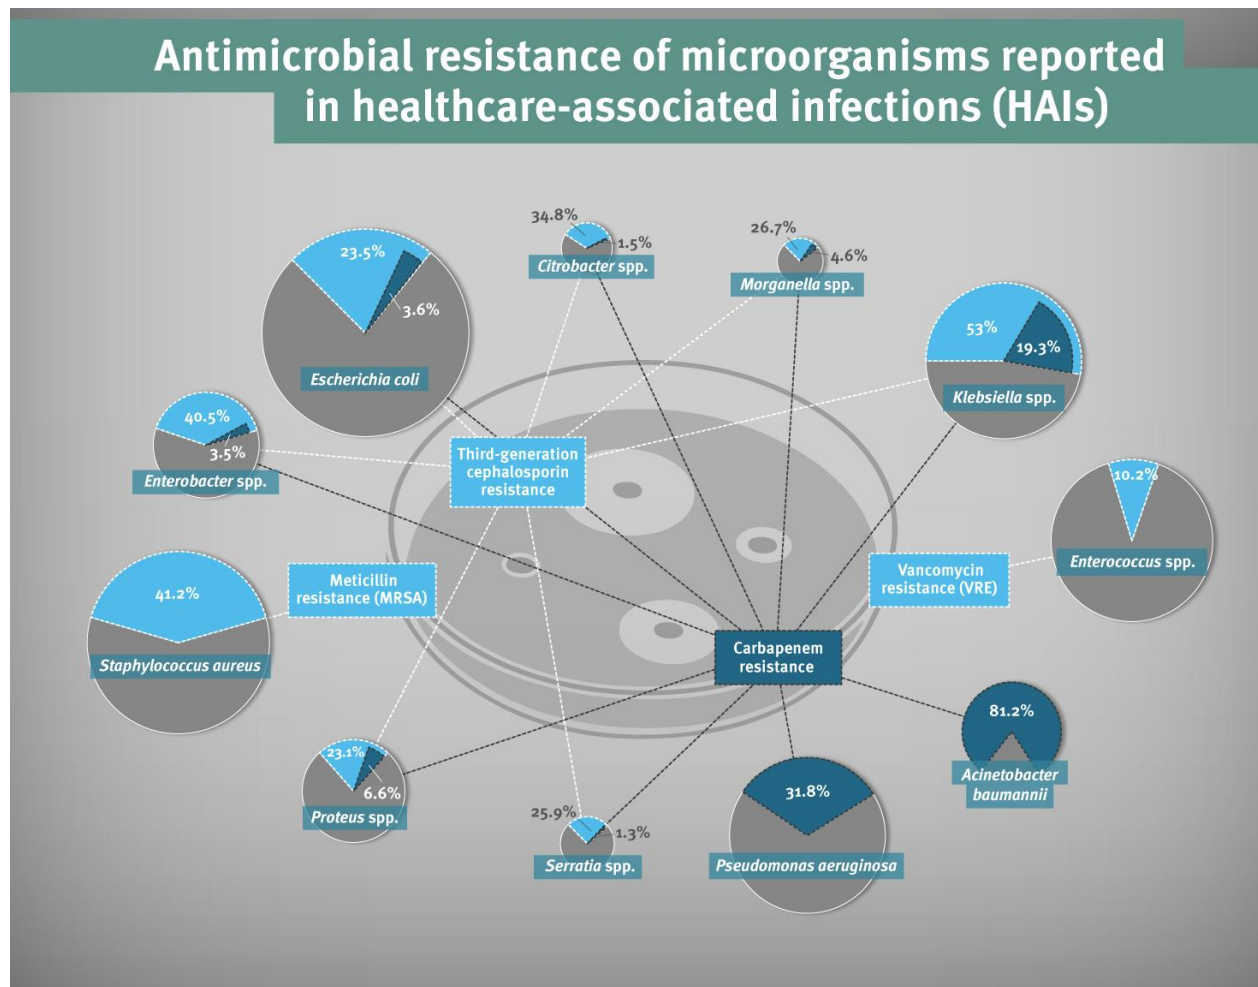 Antimicrobial resistance of microorganisms reported
in healthcare-associated infections (HAIs)
34.8%
1.5%
Citrobacter spp.
26.7%
4.6%
Morganella spp.
23.5%
3.6%
Escherichia coli
53%
19.3%
Klebsiella spp.
40.5%
3.5%
Enterobacter spp.
Third-generation
cephalosporin
resistance
10.2%
Enterococcus spp.
Vancomycin
resistance (VRE)
Meticillin
resistance (MRSA)
41.2%
Staphylococcus aureus
Carbapenem
resistance
81.2%
Acinetobacter
baumannii
23.1%
6.6%
Proteus spp.
25.9%
1.3%
Serratia spp.
31.8%
Pseudomonas aeruginosa